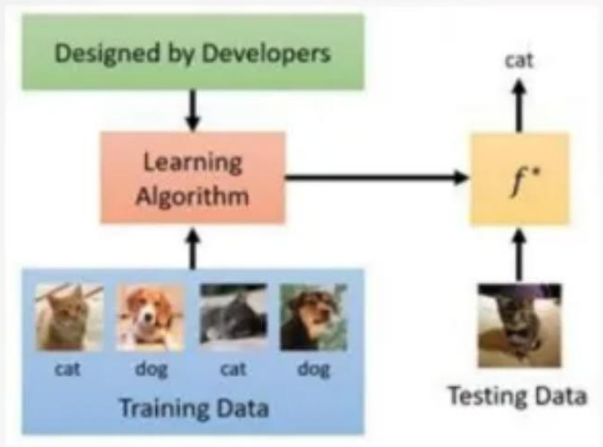 Designed by Developers
cat
Learning
Algorithm
f*
cat dog cat dog
Training Data
Testing Data